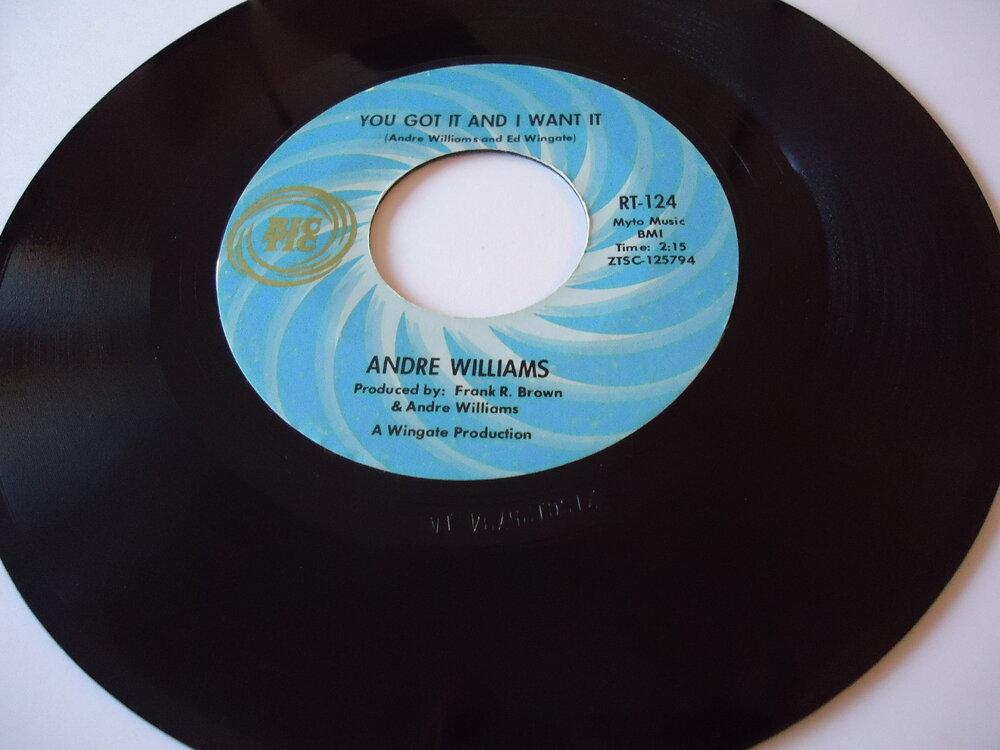 YOU GOT IT AND I WANT IT
(Andre Williams and Ed Wingate)
RIC
TIC
RT-124
Myto Music
BMI
Time: 2:15
ZTSC-125794
ANDRE WILLIAMS
Produced by: Frank R. Brown
& Andre Williams
A Wingate Production